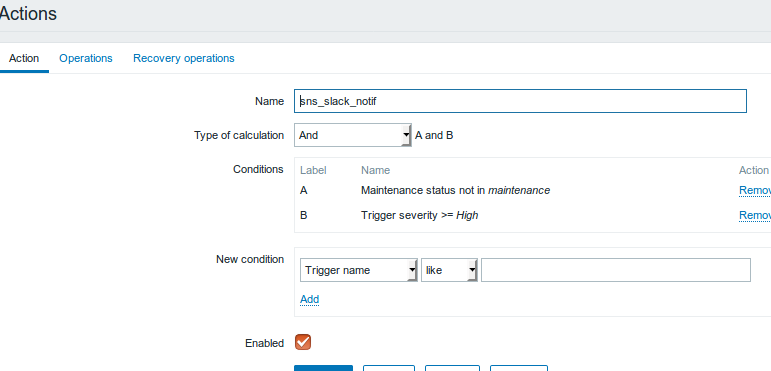 Actions
Action Operations Recovery operations
Name sns_slack_notif
Type of calculation And A and B
Conditions Label Name Action
A Maintenance status not in maintenance Remov
B Trigger severity >= High Remov
New condition Trigger name like
Add
Enabled